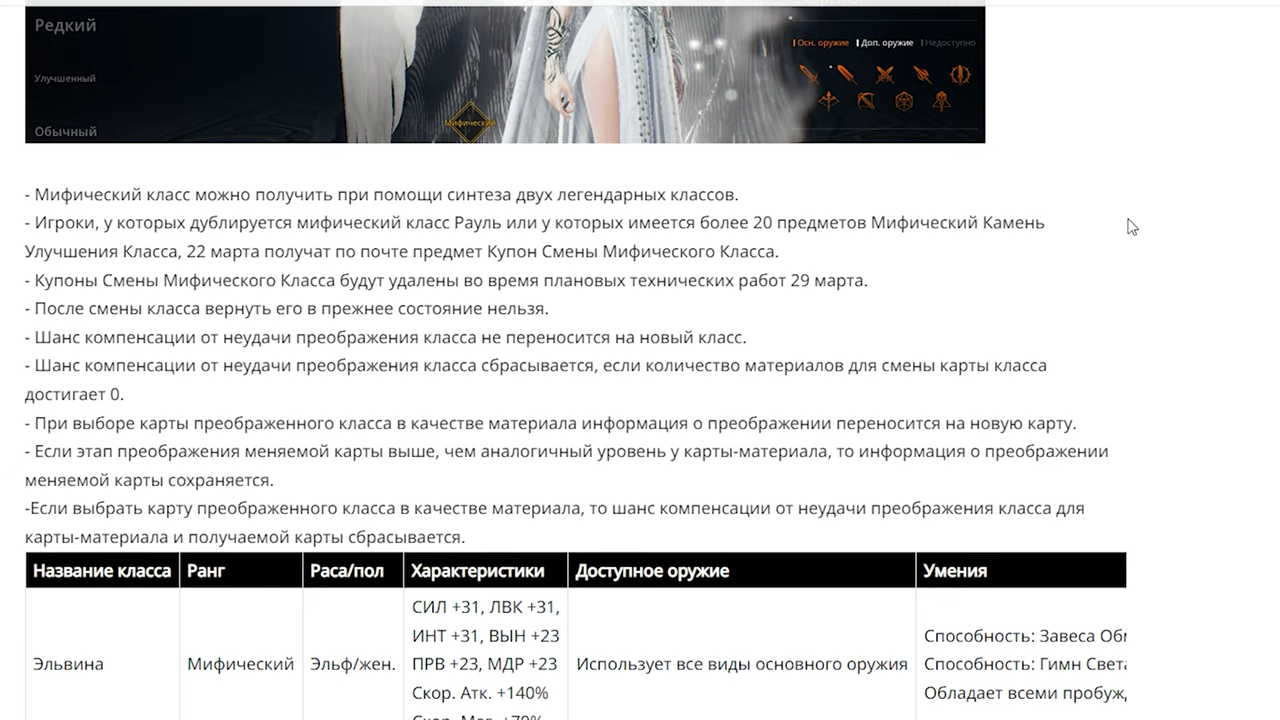 Редкий
Осн. оружие Доп. оружие Недоступно
Улучшенный
Мифический
Обычный
- Мифический класс можно получить при помощи синтеза двух легендарных классов.
- Игроки, у которых дублируется мифический класс Рауль или у которых имеется более 20 предметов Мифический Камень
Улучшения Класса, 22 марта получат по почте предмет Купон Смены Мифического Класса.
- Купоны Смены Мифического Класса будут удалены во время плановых технических работ 29 марта.
- После смены класса вернуть его в прежнее состояние нельзя.
- Шанс компенсации от неудачи преображения класса не переносится на новый класс.
- Шанс компенсации от неудачи преображения класса сбрасывается, если количество материалов для смены карты класса
достигает 0.
- При выборе карты преображенного класса в качестве материала информация о преображении переносится на новую карту.
- Если этап преображения меняемой карты выше, чем аналогичный уровень у карты-материала, то информация о преображении
меняемой карты сохраняется.
-Если выбрать карту преображенного класса в качестве материала, то шанс компенсации от неудачи преображения класса для
карты-материала и получаемой карты сбрасывается.
Название класса Ранг Раса/пол Характеристики Доступное оружие Умения
СИЛ +31, ЛВК +31,
ИНТ +31, ВЫН +23 Способность: Завеса
Эльвина Мифический Эльф/жен. ПРВ +23, МДР +23 Использует все виды основного оружия Способность: Гимн Света
Скор. Атк. +140% Обладает всеми
Скор. Маг. +70%